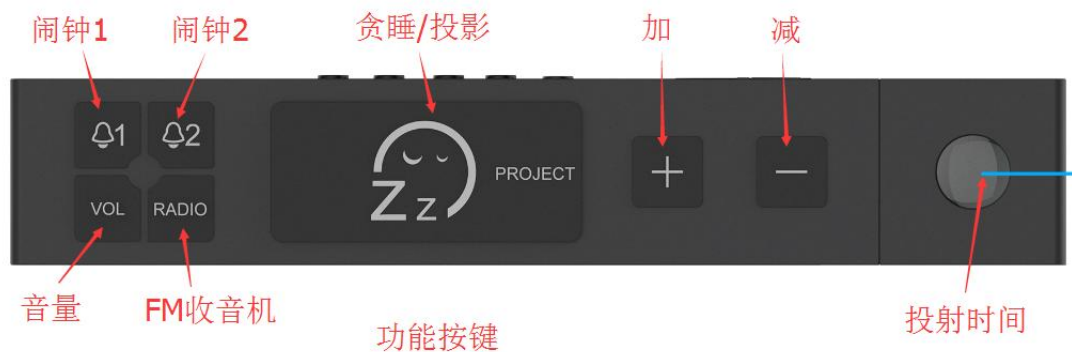 闹钟1
闹钟2
贪睡/投影
加
减
1
2
Zz
PROJECT
VOL
RADIO
音量
FM收音机
投射时间
功能按键